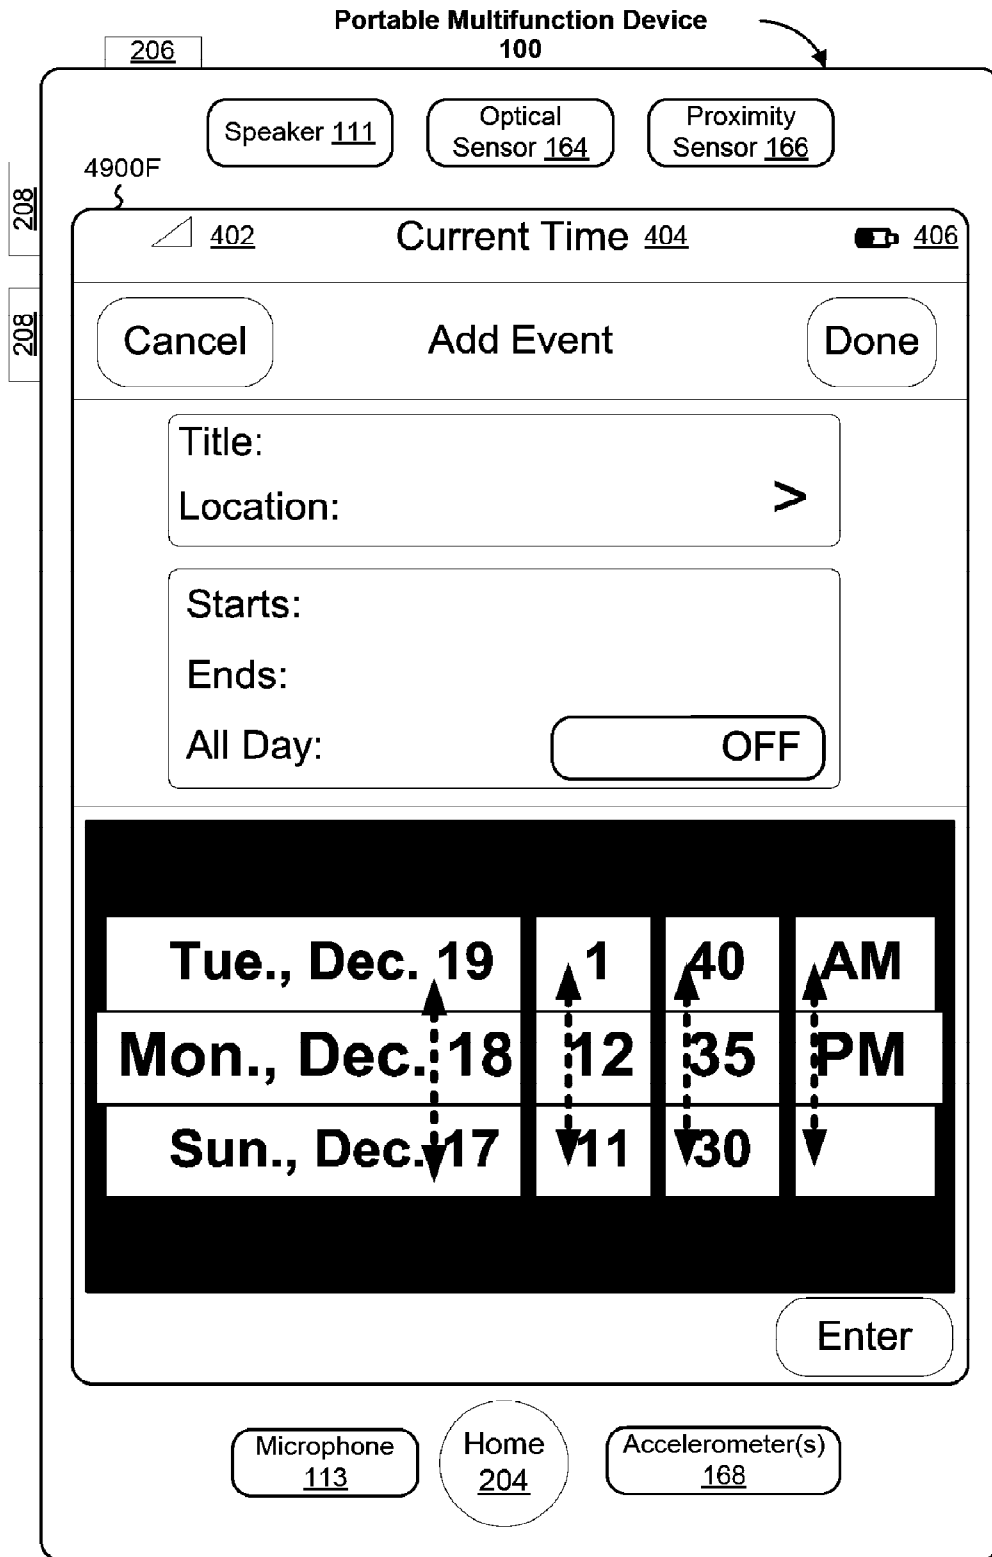 Portable Multifunction Device
100
206
Speaker 111
Optical
Sensor 164
Proximity
Sensor 166
4900F
208
402
Current Time 404
406
208
Cancel
Add Event
Done
Title:
Location:
>
Starts:
Ends:
All Day:
OFF
Tue., Dec. 19 1 40 AM
Mon., Dec. 18 12 35 PM
Sun., Dec. 17 11 30
Enter
Microphone
113
Home
204
Accelerometer(s)
168